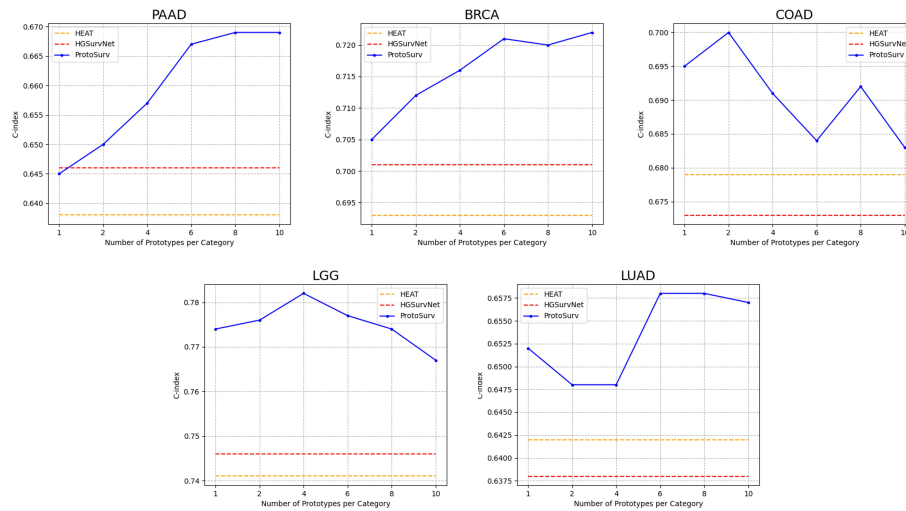 PAAD
0.670
0.665
0.660
0.655
0.650
0.645
0.640
C-index
HEAT
HGSurvNet
ProtoSurv
1 2 4 6 8 10
Number of Prototypes per Category
BRCA
0.720
0.715
0.710
0.705
0.700
0.695
C-index
HEAT
HGSurvNet
ProtoSurv
1 2 4 6 8 10
Number of Prototypes per Category
COAD
0.700
0.695
0.690
0.685
0.680
0.675
C-index
HEAT
HGSurvNet
ProtoSurv
1 2 4 6 8 10
Number of Prototypes per Category
LGG
0.78
0.77
0.76
0.75
0.74
C-index
HEAT
HGSurvNet
ProtoSurv
1 2 4 6 8 10
Number of Prototypes per Category
LUAD
0.6575
0.6550
0.6525
0.6500
0.6475
0.6450
0.6425
0.6400
0.6375
C-index
HEAT
HGSurvNet
ProtoSurv
1 2 4 6 8 10
Number of Prototypes per Category